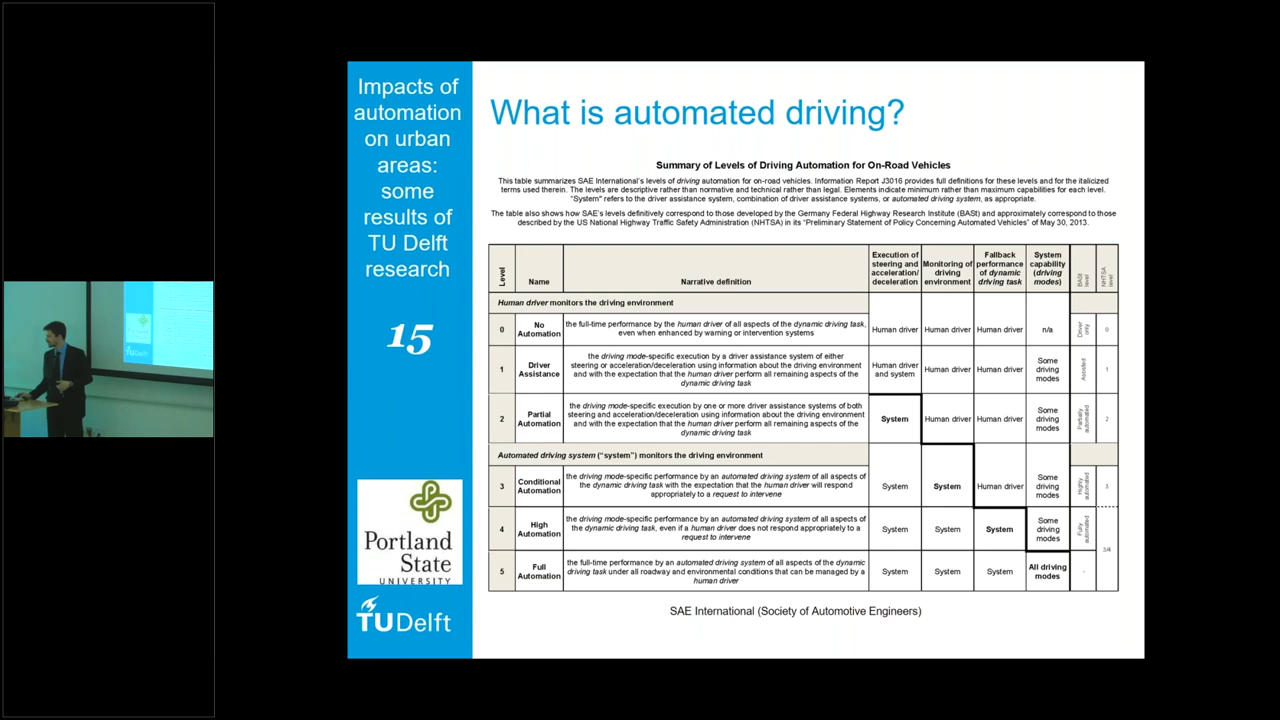 Impacts of
automation
on urban
areas:
some
results of
TU Delft
research
15
Portland
State
UNIVERSITY
TUDelft
What is automated driving?
Summary of Levels of Driving Automation for On-Road Vehicles
This table summarizes SAE International's levels of driving automation for on-road vehicles. Information Report J3016 provides full definitions for these levels and for the italicized
terms used therein. The levels are descriptive rather than normative and technical rather than legal. Elements indicate minimum rather than maximum capabilities for each level.
"System" refers to the driver assistance system, combination of driver assistance systems, or automated driving system, as appropriate.
The table also shows how SAE's levels definitively correspond to those developed by the Germany Federal Highway Research Institute (BASt) and approximately correspond to those
described by the US National Highway Traffic Safety Administration (NHTSA) in its "Preliminary Statement of Policy Concerning Automated Vehicles" of May 30, 2013.
Level
Name
Narrative definition
Execution of
steering and
acceleration/
deceleration
Monitoring of
driving
environment
Fallback
performance
of dynamic
driving task
System
capability
(driving
modes)
BASt
level
NHTSA
level
Human driver monitors the driving environment
0
No
Automation
the full-time performance by the human driver of all aspects of the dynamic driving task,
even when enhanced by warning or intervention systems
Human driver
Human driver
Human driver
n/a
Driver
only
0
1
Driver
Assistance
the driving mode-specific execution by a driver assistance system of either
steering or acceleration/deceleration using information about the driving environment
and with the expectation that the human driver perform all remaining aspects of the
dynamic driving task
Human driver
and system
Human driver
Human driver
Some
driving
modes
Assisted
1
2
Partial
Automation
the driving mode-specific execution by one or more driver assistance systems of both
steering and acceleration/deceleration using information about the driving environment
and with the expectation that the human driver perform all remaining aspects of the
dynamic driving task
System
Human driver
Human driver
Some
driving
modes
Partially
automated
2
Automated driving system ("system") monitors the driving environment
3
Conditional
Automation
the driving mode-specific performance by an automated driving system of all aspects of
the dynamic driving task with the expectation that the human driver will respond
appropriately to a request to intervene
System
System
Human driver
Some
driving
modes
Highly
automated
3
4
High
Automation
the driving mode-specific performance by an automated driving system of all aspects of
the dynamic driving task, even if a human driver does not respond appropriately to a
request to intervene
System
System
System
Some
driving
modes
Fully
automated
3/4
5
Full
Automation
the full-time performance by an automated driving system of all aspects of the dynamic
driving task under all roadway and environmental conditions that can be managed by a
human driver
System
System
System
All driving
modes
-
SAE International (Society of Automotive Engineers)